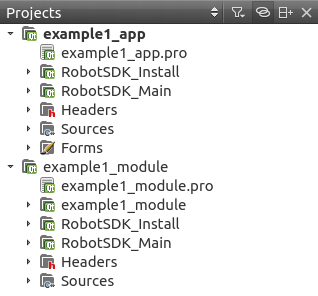 Projects
example1_app
example1_app.pro
RobotSDK_Install
RobotSDK_Main
Headers
Sources
Forms
example1_module
example1_module.pro
example1_module
RobotSDK_Install
RobotSDK_Main
Headers
Sources